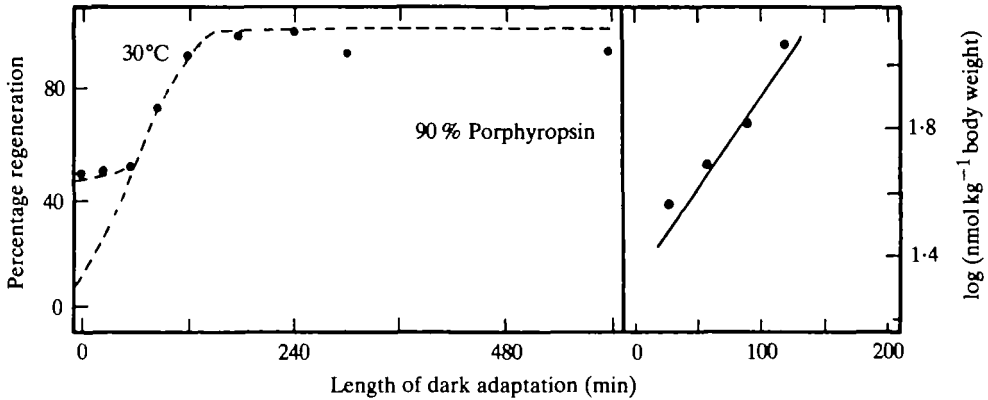 Percentage regeneration
80
40
0
30°C
90 % Porphyropsin
0
240
480
0
100
200
1·8
1·4
log (nmol kg⁻¹ body weight)
Length of dark adaptation (min)